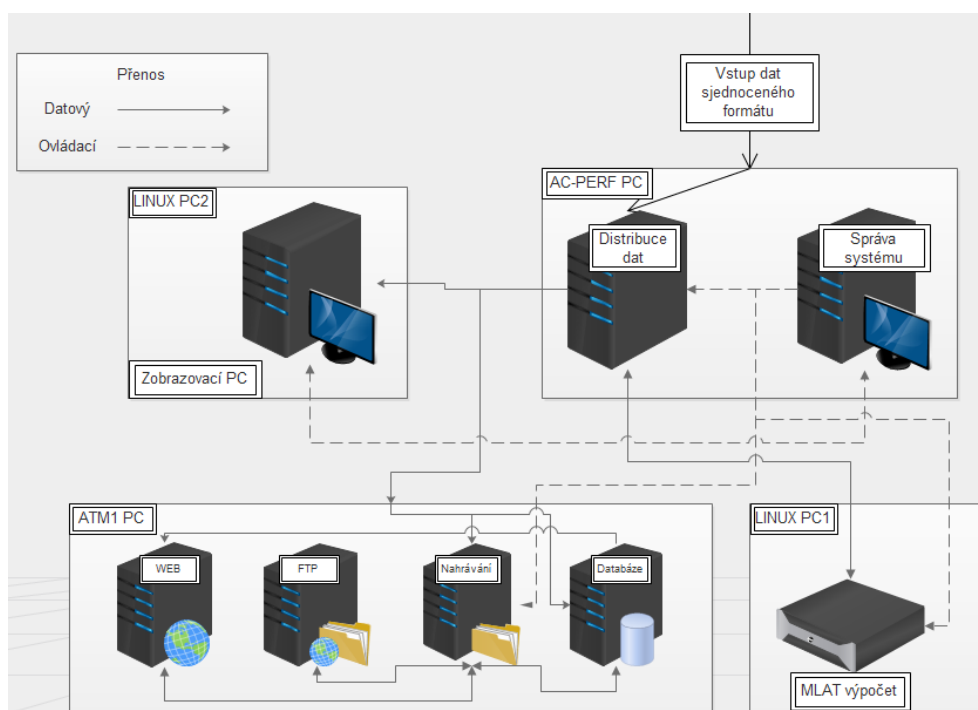 Přenos
Datový
Ovládací
Vstup dat
sjednoceného
formátu
LINUX PC2
Zobrazovací PC
AC-PERF PC
Distribuce
dat
Správa
systému
ATM1 PC
WEB
FTP
Nahrávání
Databáze
LINUX PC1
MLAT výpočet